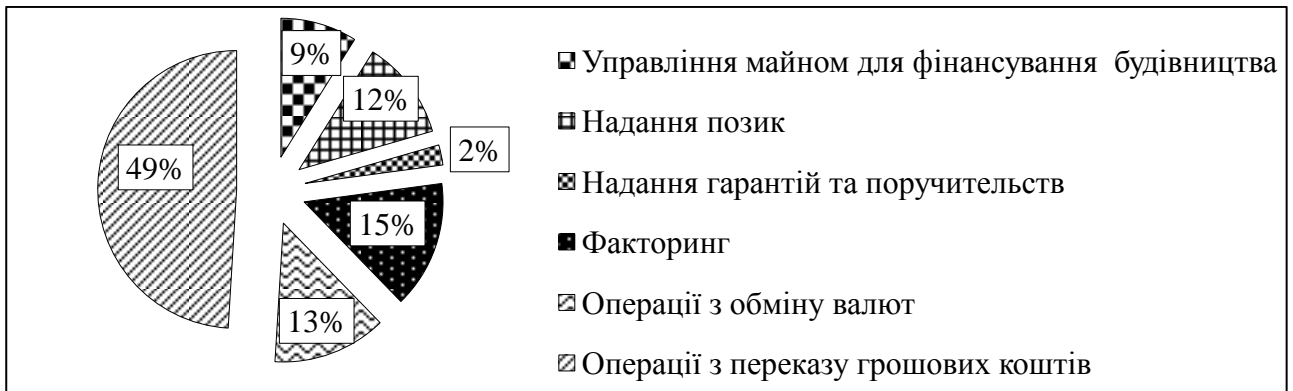 9%
12%
2%
15%
13%
49%
Управління майном для фінансування будівництва
Надання позик
Надання гарантій та поручительств
Факторинг
Операції з обміну валют
Операції з переказу грошових коштів